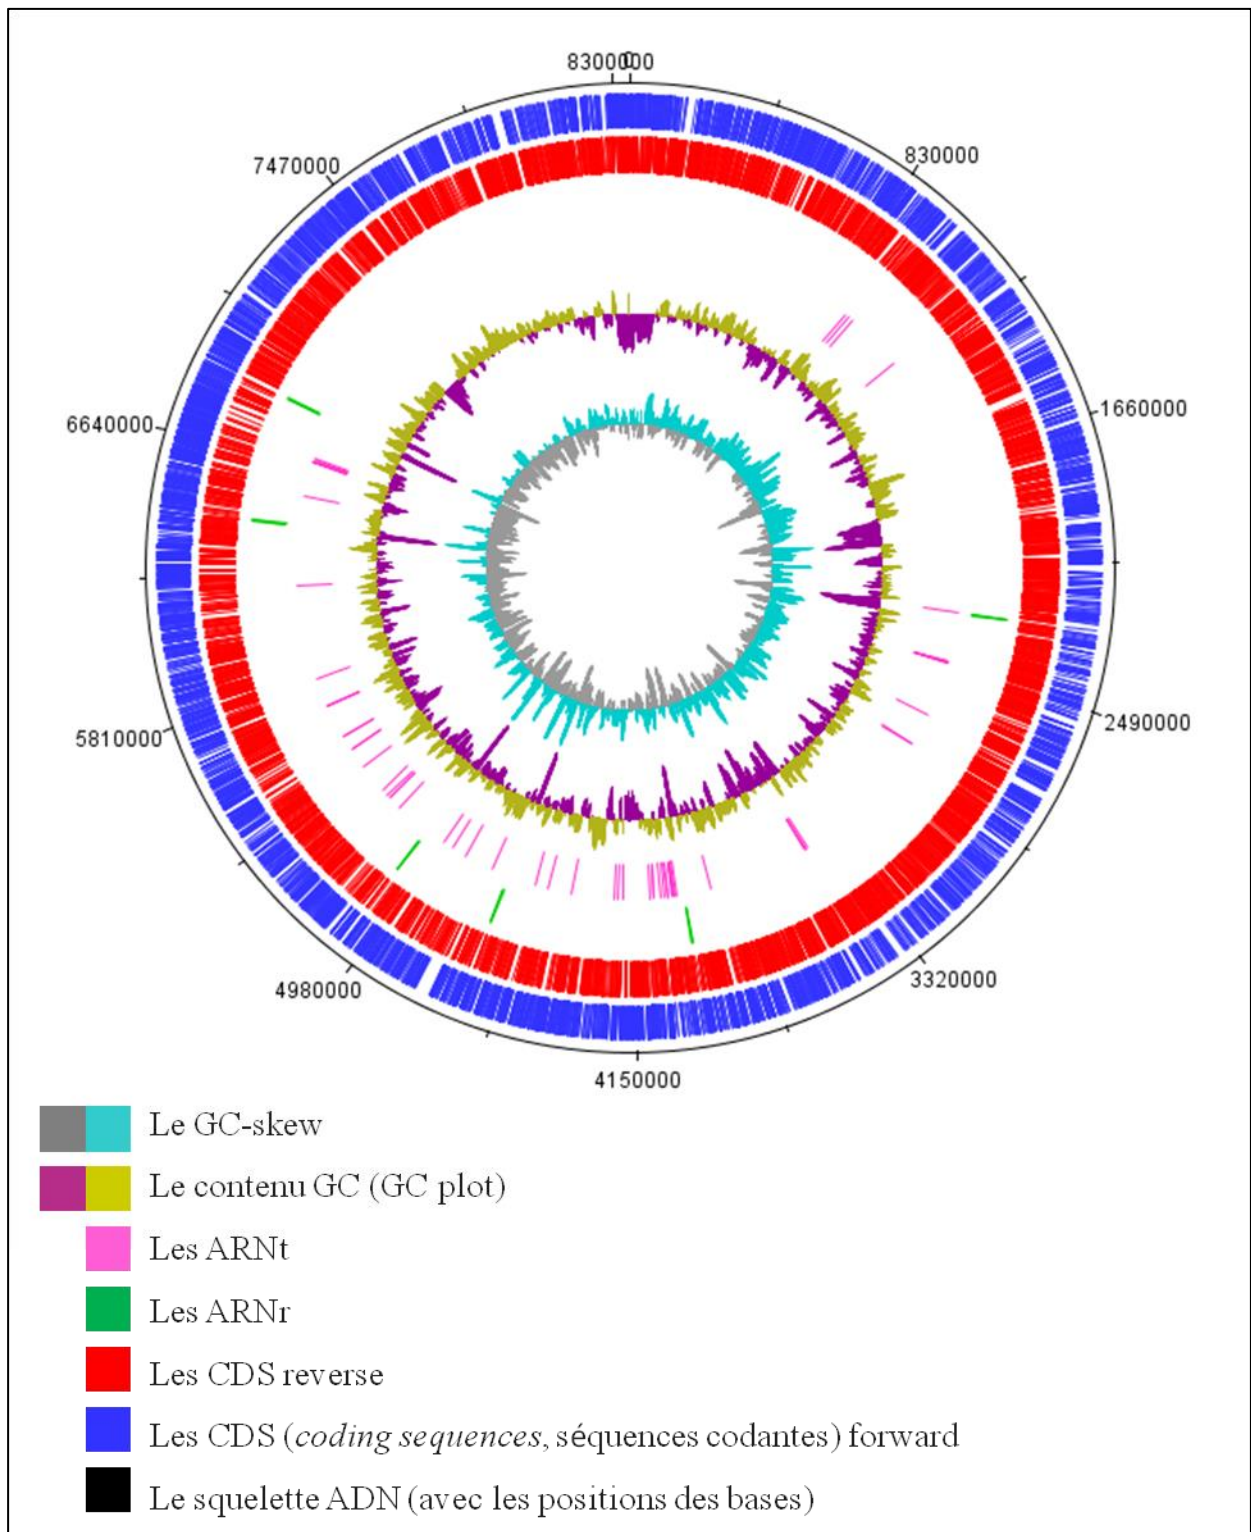 8300000 0
830000
7470000
1660000
6640000
2490000
5810000
3320000
4980000
4150000
Le GC-skew
Le contenu GC (GC plot)
Les ARNt
Les ARNr
Les CDS reverse
Les CDS (coding sequences, séquences codantes) forward
Le squelette ADN (avec les positions des bases)